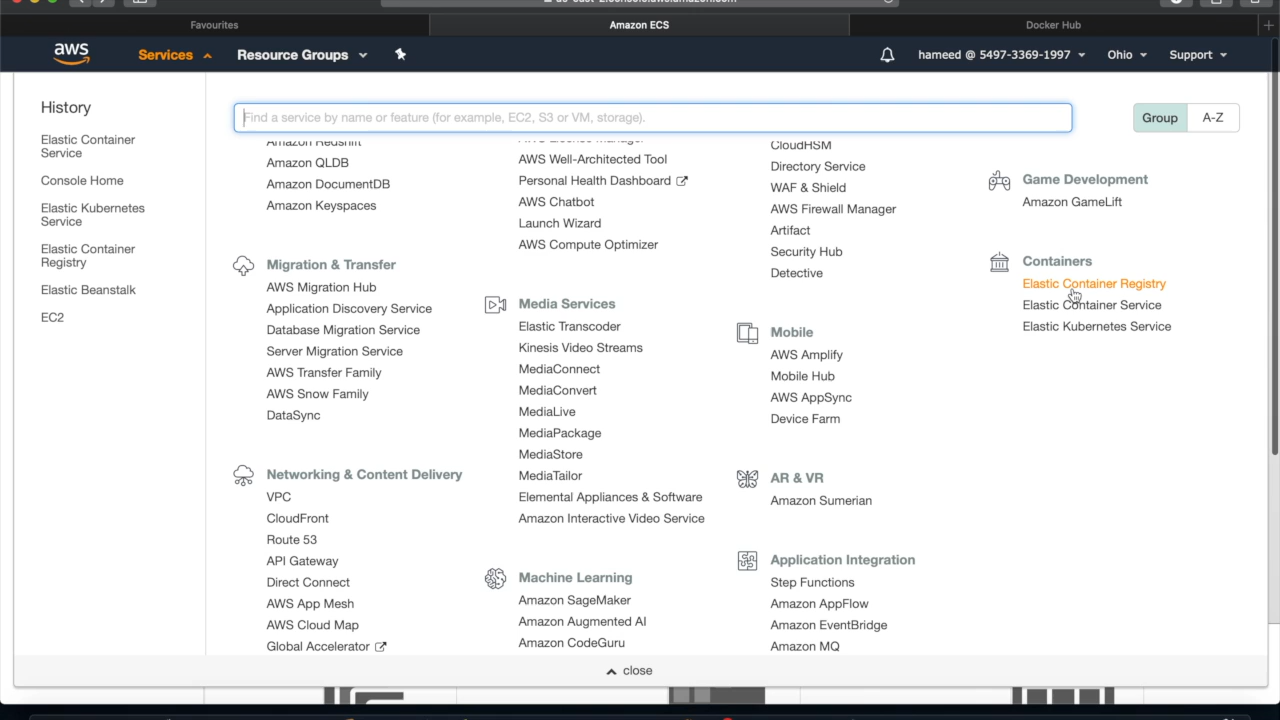 Favourites
Amazon ECS
Docker Hub
aws
Services
Resource Groups
hameed @ 5497-3369-1997
Ohio
Support
History
Elastic Container
Service
Console Home
Elastic Kubernetes
Service
Elastic Container
Registry
Elastic Beanstalk
EC2
Find a service by name or feature (for example, EC2, S3 or VM, storage).
Group
A-Z
Amazon Redshift
Amazon QLDB
Amazon DocumentDB
Amazon Keyspaces
Migration & Transfer
AWS Migration Hub
Application Discovery Service
Database Migration Service
Server Migration Service
AWS Transfer Family
AWS Snow Family
DataSync
Networking & Content Delivery
VPC
CloudFront
Route 53
API Gateway
Direct Connect
AWS App Mesh
AWS Cloud Map
Global Accelerator
AWS License Manager
AWS Well-Architected Tool
Personal Health Dashboard
AWS Chatbot
Launch Wizard
AWS Compute Optimizer
Media Services
Elastic Transcoder
Kinesis Video Streams
MediaConnect
MediaConvert
MediaLive
MediaPackage
MediaStore
MediaTailor
Elemental Appliances & Software
Amazon Interactive Video Service
Machine Learning
Amazon SageMaker
Amazon Augmented AI
Amazon CodeGuru
CloudHSM
Directory Service
WAF & Shield
AWS Firewall Manager
Artifact
Security Hub
Detective
Mobile
AWS Amplify
Mobile Hub
AWS AppSync
Device Farm
AR & VR
Amazon Sumerian
Application Integration
Step Functions
Amazon AppFlow
Amazon EventBridge
Amazon MQ
Game Development
Amazon GameLift
Containers
Elastic Container Registry
Elastic Container Service
Elastic Kubernetes Service
close